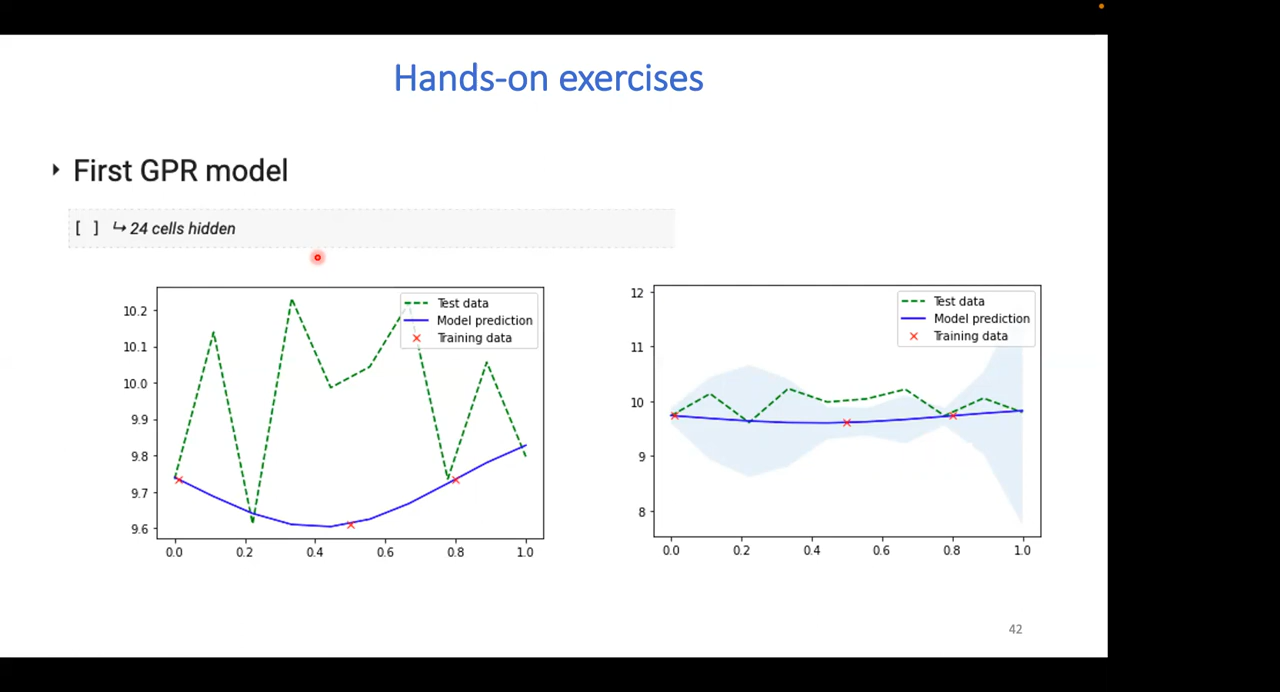 Hands-on exercises
First GPR model
[ ] ↳ 24 cells hidden
Test data
Model prediction
Training data
10.2
10.1
10.0
9.9
9.8
9.7
9.6
0.0 0.2 0.4 0.6 0.8 1.0
Test data
Model prediction
Training data
12
11
10
9
8
0.0 0.2 0.4 0.6 0.8 1.0
42